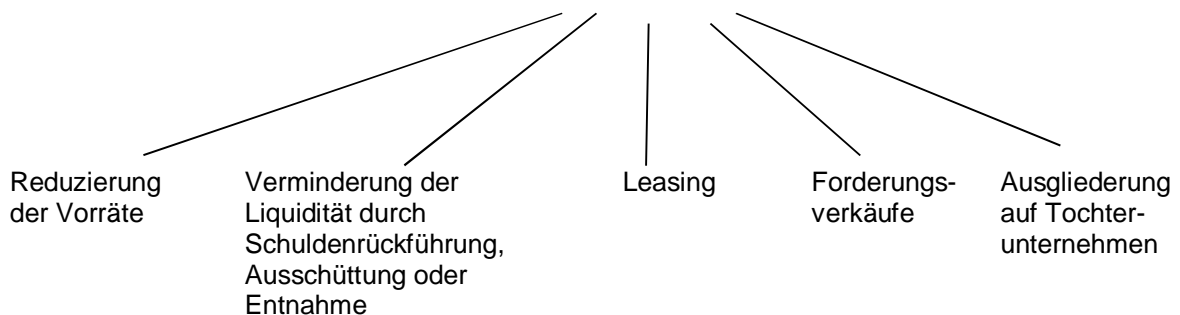 Reduzierung
der Vorräte
Verminderung der
Liquidität durch
Schuldenrückführung,
Ausschüttung oder
Entnahme
Leasing
Forderungs-
verkäufe
Ausgliederung
auf Tochter-
unternehmen